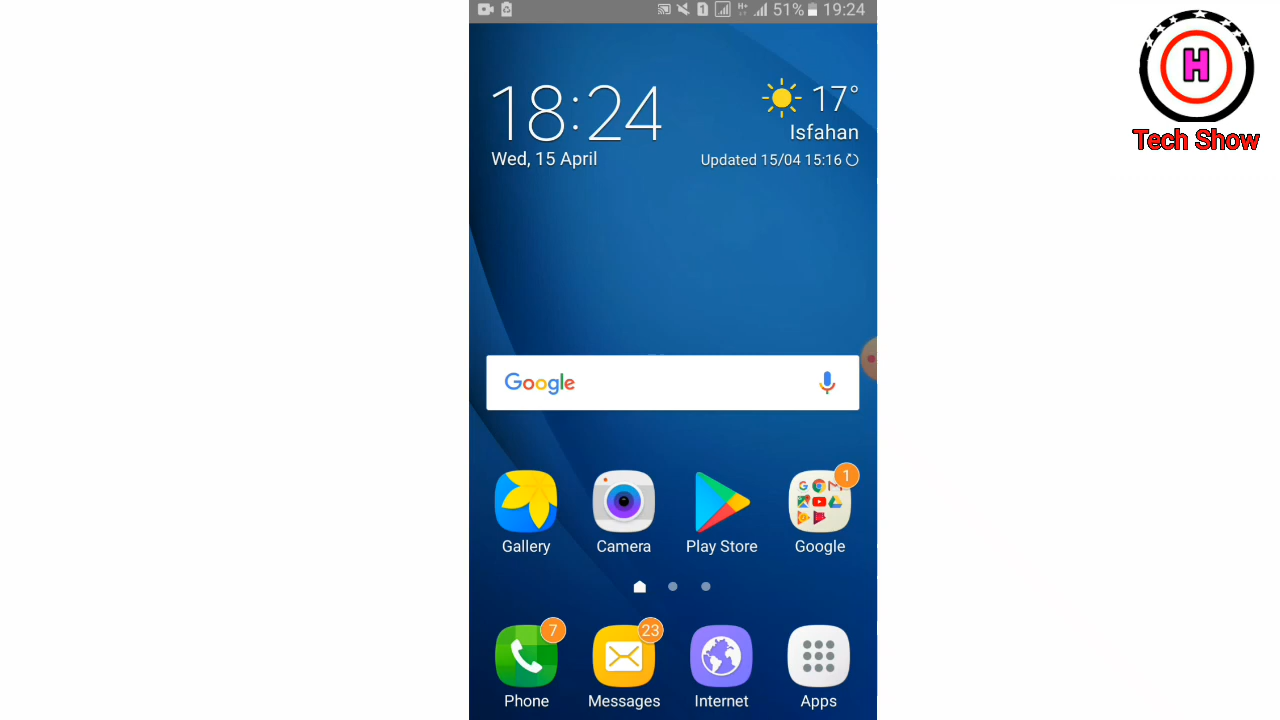 1 H+ 51% 19:24
18:24
Wed, 15 April
17°
Isfahan
Updated 15/04 15:16
Google
1
Gallery
Camera
Play Store
Google
7
23
Phone
Messages
Internet
Apps
H
Tech Show